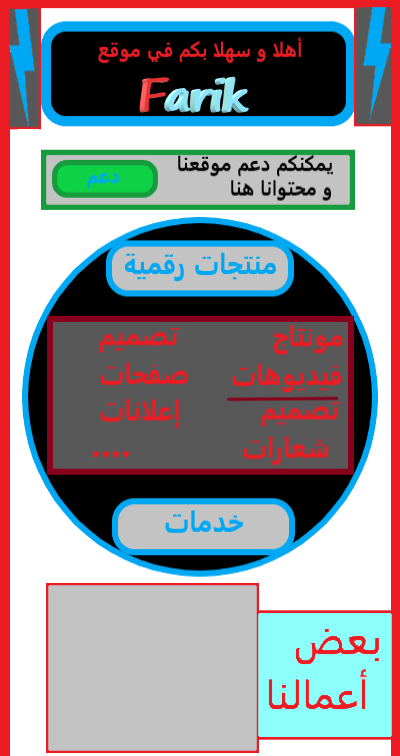 أهلا و سهلا بكم في موقع
Farik
يمكنكم دعم موقعنا
و محتوانا هنا
دعم
منتجات رقمية
مونتاج
فيديوهات
تصميم
شعارات
تصميم
صفحات
إعلانات
....
خدمات
بعض
أعمالنا